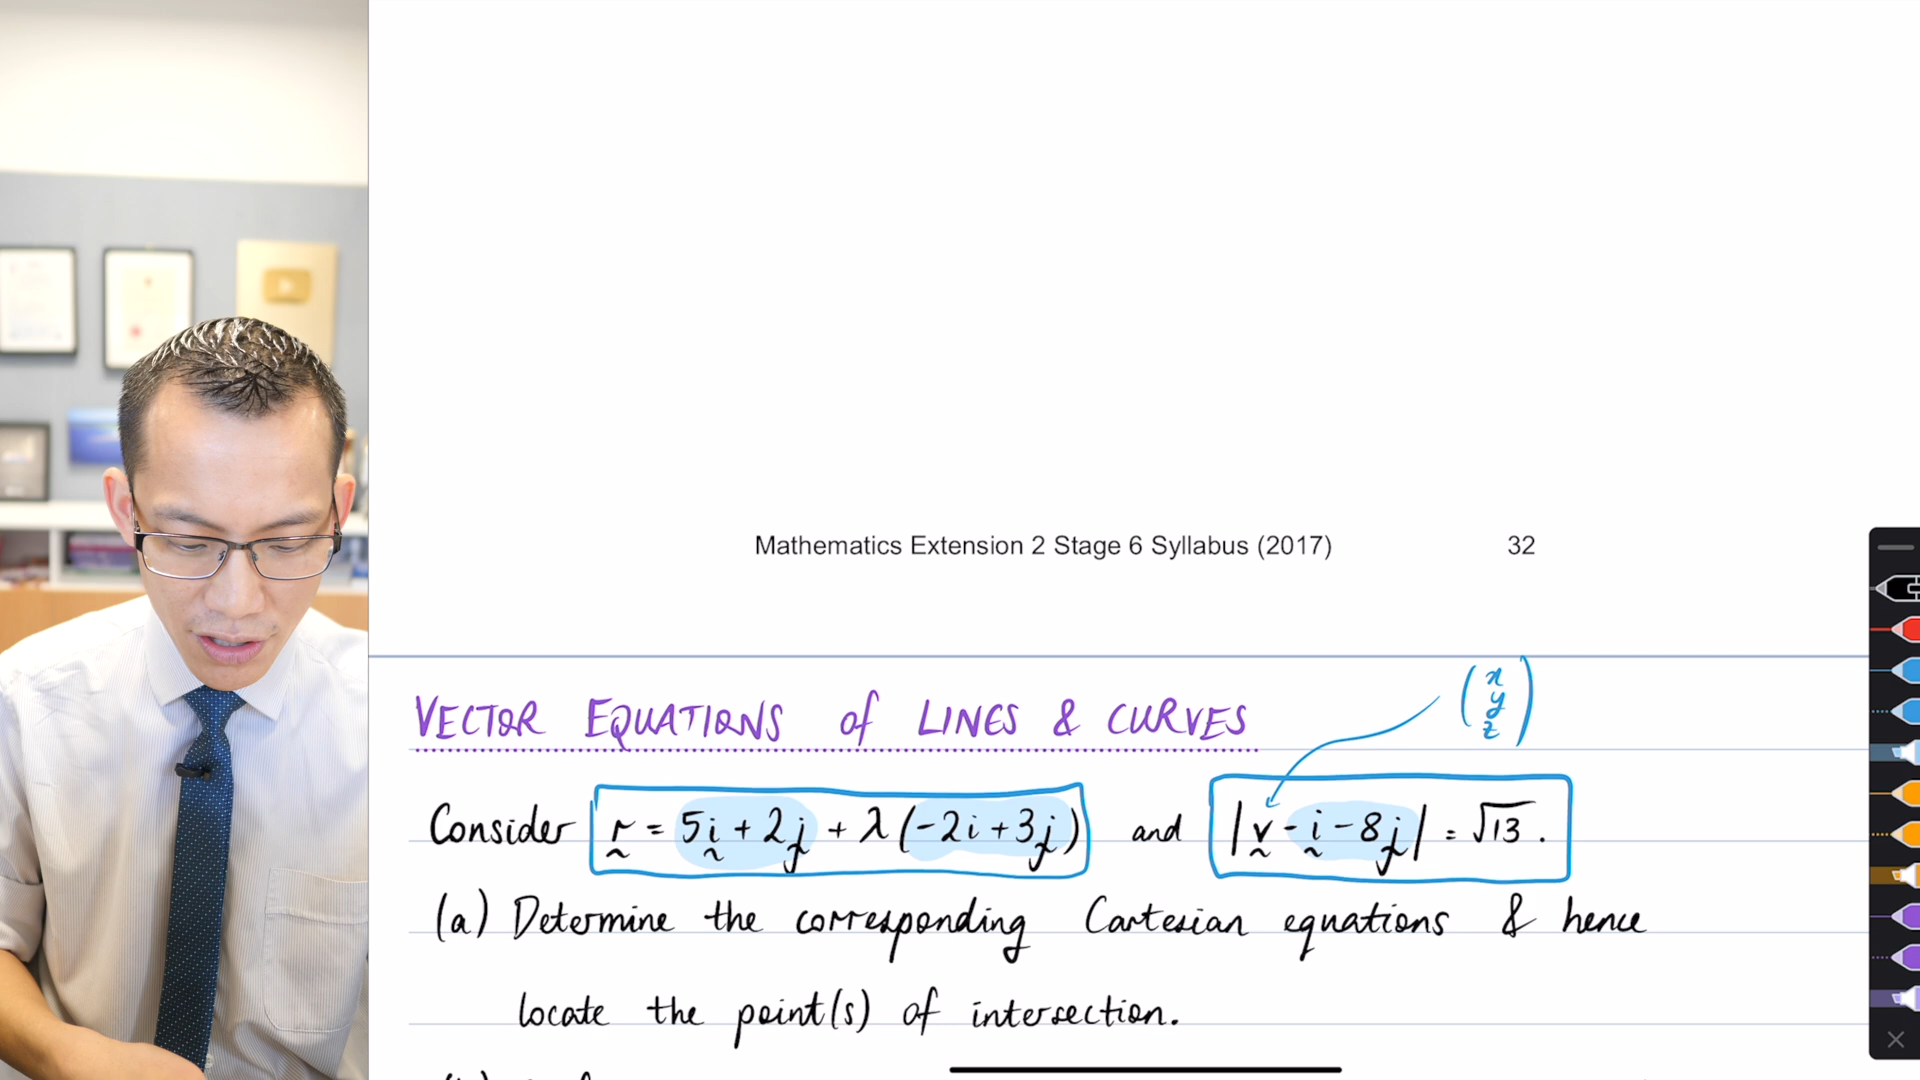 Mathematics Extension 2 Stage 6 Syllabus (2017) 32
VECTOR EQUATIONS of LINES & CURVES
(x y z)
Consider r = 5i + 2j + λ(-2i + 3j) and |v - i - 8j| = √13.
(a) Determine the corresponding Cartesian equations & hence
locate the point(s) of intersection.